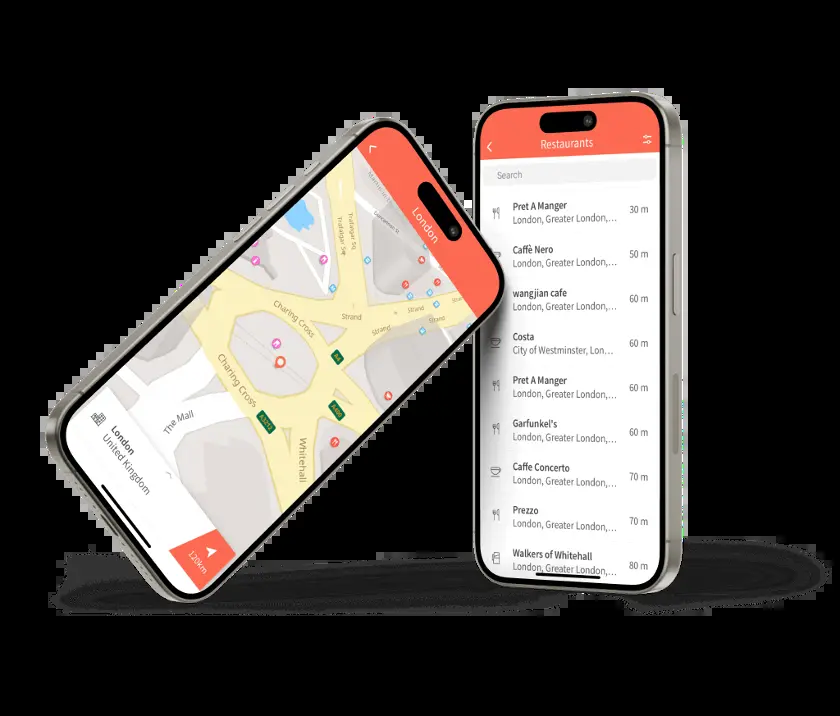 London
Trafalgar Sq.
Trafalgar Sq.
Charing Cross
Strand
Strand
Strand
Strand
A4
Charing Cross
A400
A3212
The Mall
Whitehall
London
United Kingdom
120km
Restaurants
Search
Pret A Manger
30 m
London, Greater London,...
Caffè Nero
50 m
London, Greater London,...
wangjian cafe
60 m
London, Greater London,...
Costa
60 m
City of Westminster, Lon...
Pret A Manger
60 m
London, Greater London,...
Garfunkel's
60 m
London, Greater London,...
Caffe Concerto
70 m
London, Greater London,...
Prezzo
70 m
London, Greater London,...
Walkers of Whitehall
80 m
London, Greater London,...